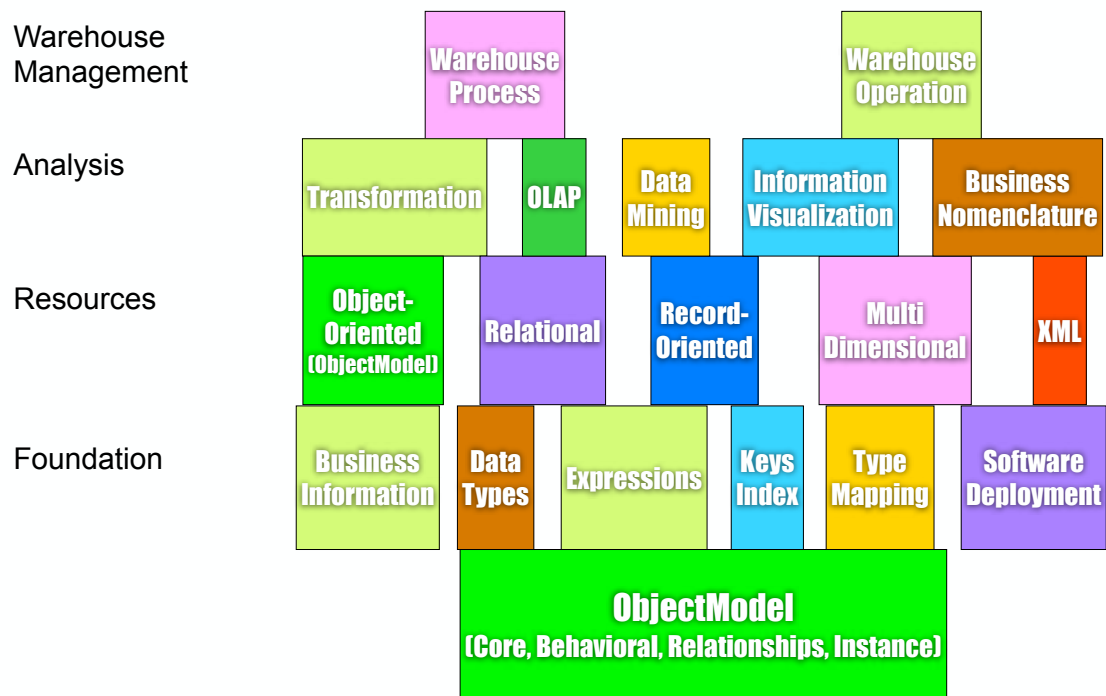 Warehouse
Management
Warehouse
Process
Warehouse
Operation
Analysis
Transformation
OLAP
Data
Mining
Information
Visualization
Business
Nomenclature
Resources
Object-
Oriented
(ObjectModel)
Relational
Record-
Oriented
Multi
Dimensional
XML
Foundation
Business
Information
Data
Types
Expressions
Keys
Index
Type
Mapping
Software
Deployment
ObjectModel
(Core, Behavioral, Relationships, Instance)